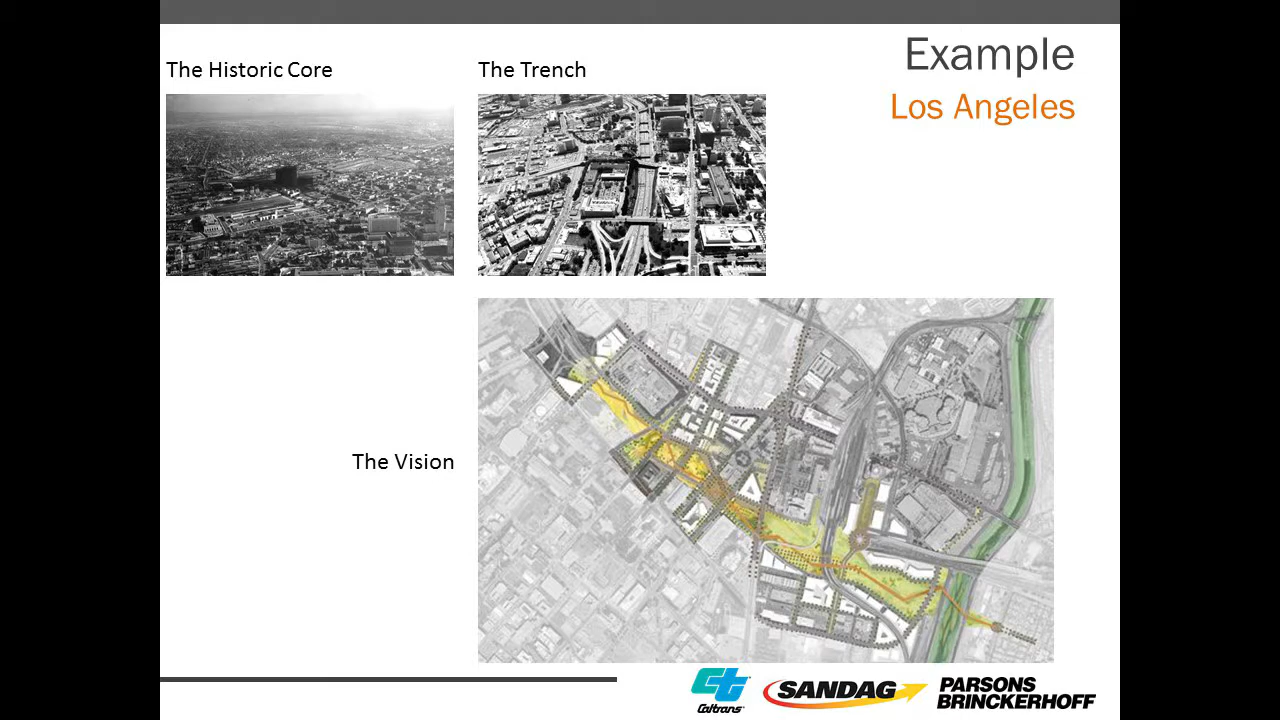 Example
Los Angeles
The Historic Core
The Trench
The Vision
Caltrans
SANDAG
PARSONS
BRINCKERHOFF